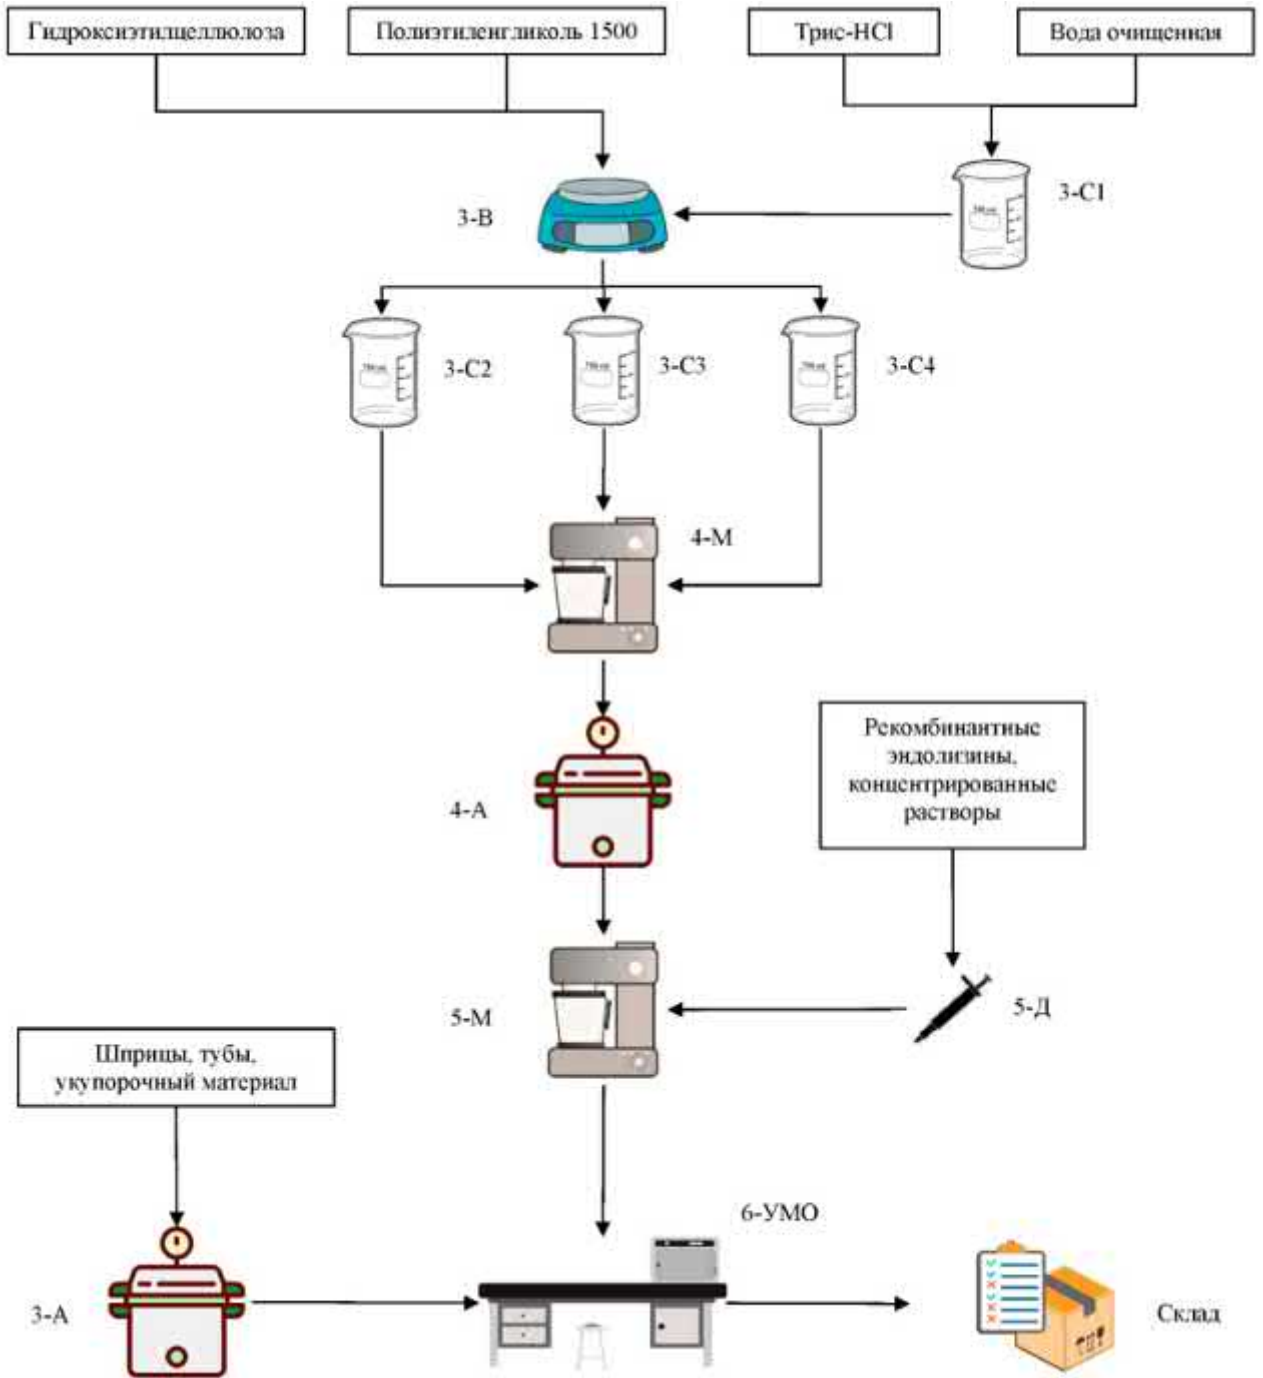 Гидроксиэтилцеллюлоза
Полиэтиленгликоль 1500
Трис-HCl
Вода очищенная
3-С1
3-В
3-С2
3-С3
3-С4
4-М
Рекомбинантные
эндолизины,
концентрированные
растворы
4-А
5-М
5-Д
Шприцы, тубы,
укупорочный материал
6-УМО
3-А
Склад